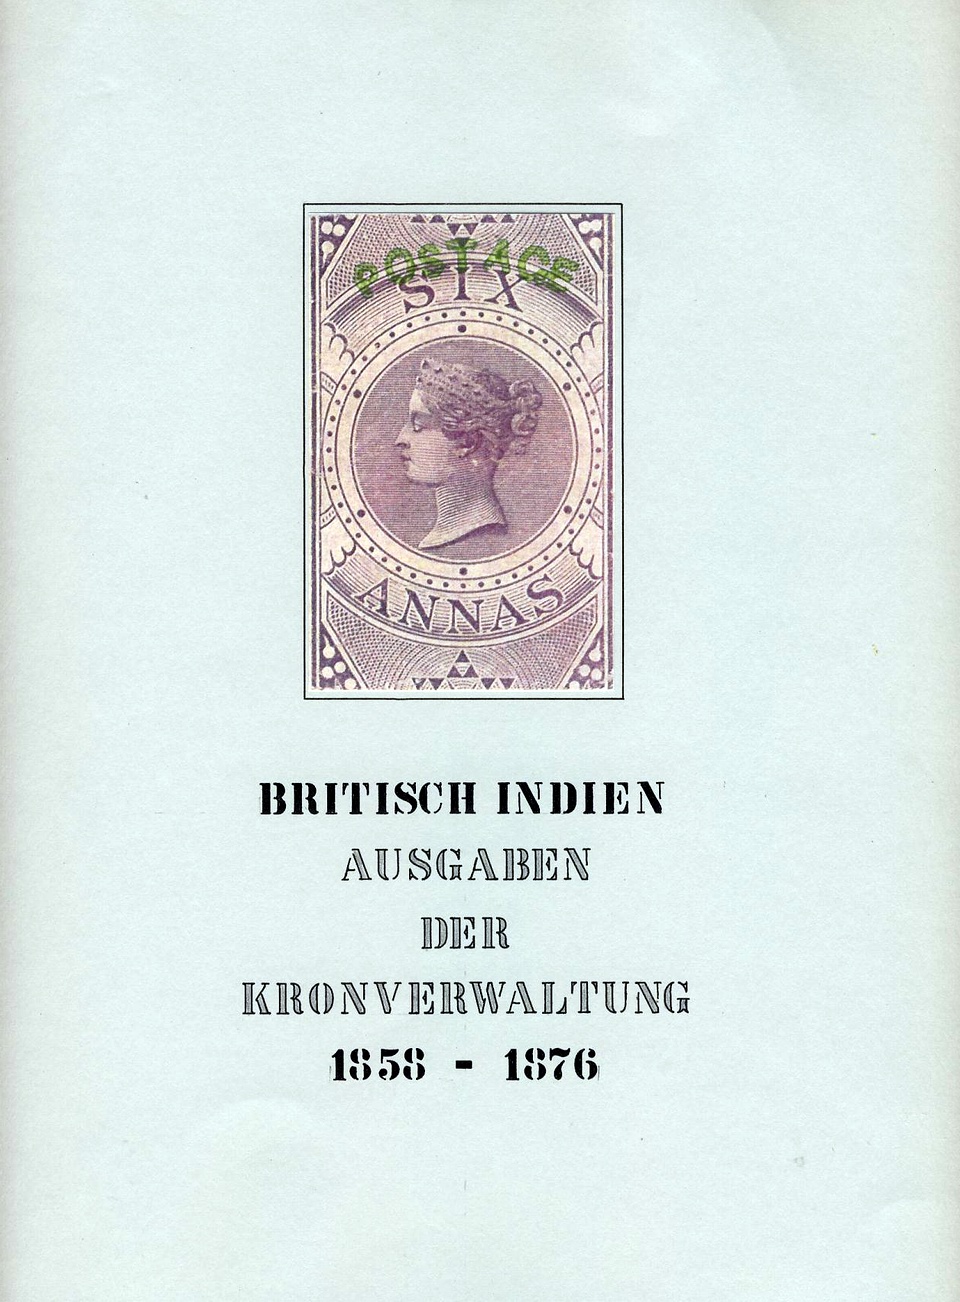 POSTAGE
SIX
ANNAS
BRITISCH INDIEN
AUSGABEN
DER
KRONVERWALTUNG
1858 - 1876